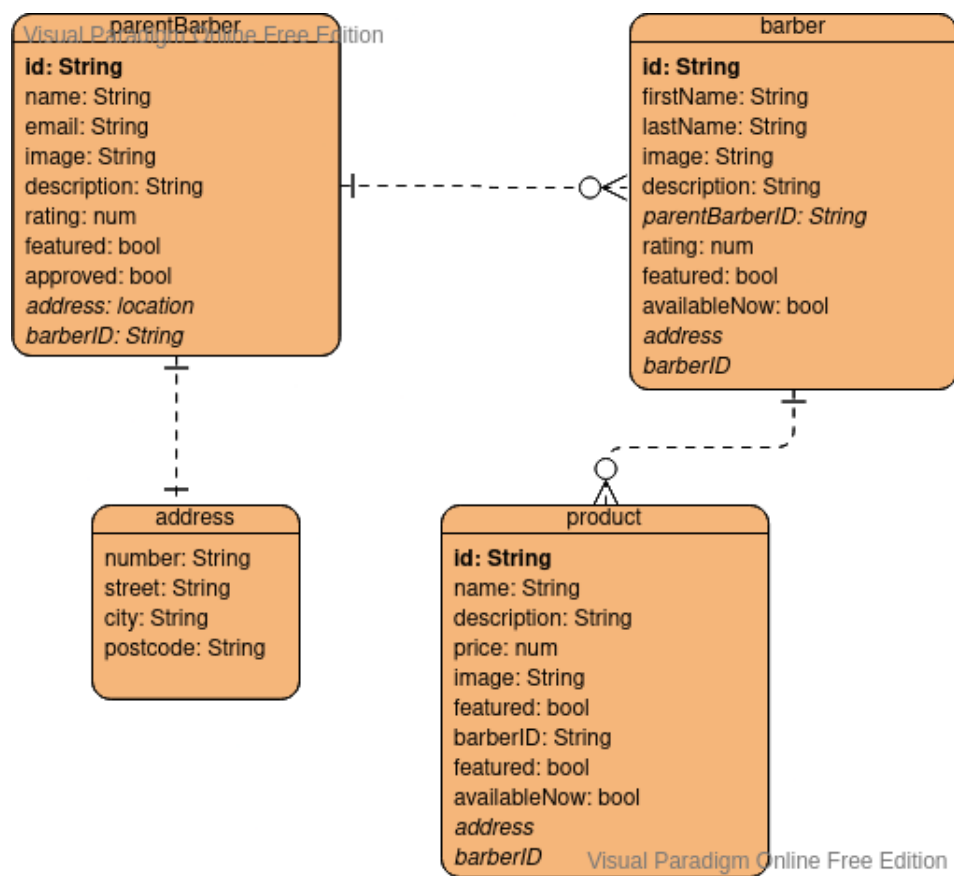 parentBarber
Visual Paradigm Online Free Edition
id: String
name: String
email: String
image: String
description: String
rating: num
featured: bool
approved: bool
address: location
barberID: String
barber
id: String
firstName: String
lastName: String
image: String
description: String
parentBarberID: String
rating: num
featured: bool
availableNow: bool
address
barberID
address
number: String
street: String
city: String
postcode: String
product
id: String
name: String
description: String
price: num
image: String
featured: bool
barberID: String
featured: bool
availableNow: bool
address
barberID
Visual Paradigm Online Free Edition